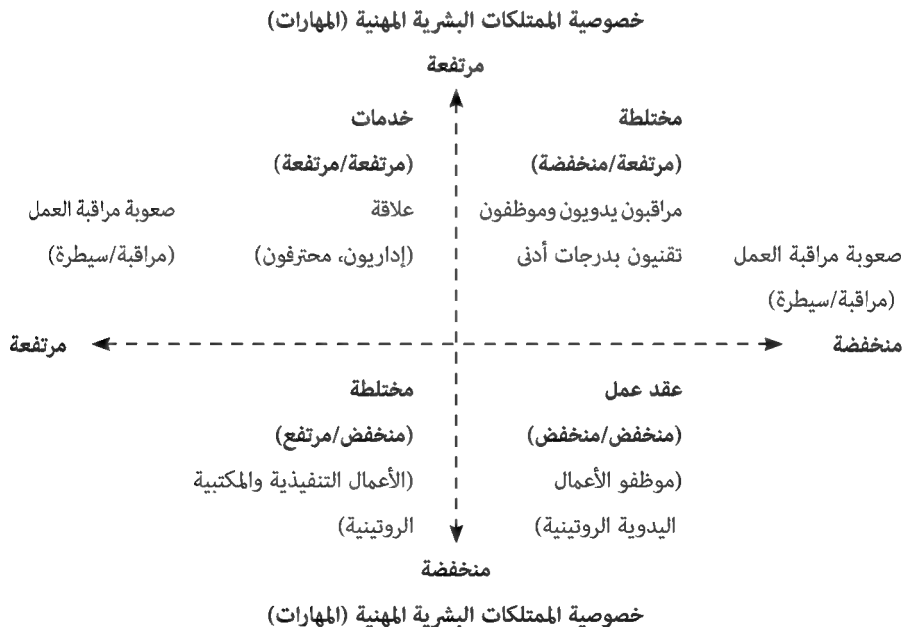 خصوصية الممتلكات البشرية المهنية (المهارات)
مرتفعة
مختلطة
(مرتفعة/منخفضة)
مراقبون يدويون وموظفون
تقنيون بدرجات أدنى
خدمات
(مرتفعة/مرتفعة)
علاقة
(إداريون، محترفون)
صعوبة مراقبة العمل
(مراقبة/سيطرة)
صعوبة مراقبة العمل
(مراقبة/سيطرة)
منخفضة
مرتفعة
عقد عمل
(منخفض/منخفض)
(موظفو الأعمال
اليدوية الروتينية)
مختلطة
(منخفض/مرتفع)
(الأعمال التنفيذية والمكتبية
الروتينية)
منخفضة
خصوصية الممتلكات البشرية المهنية (المهارات)